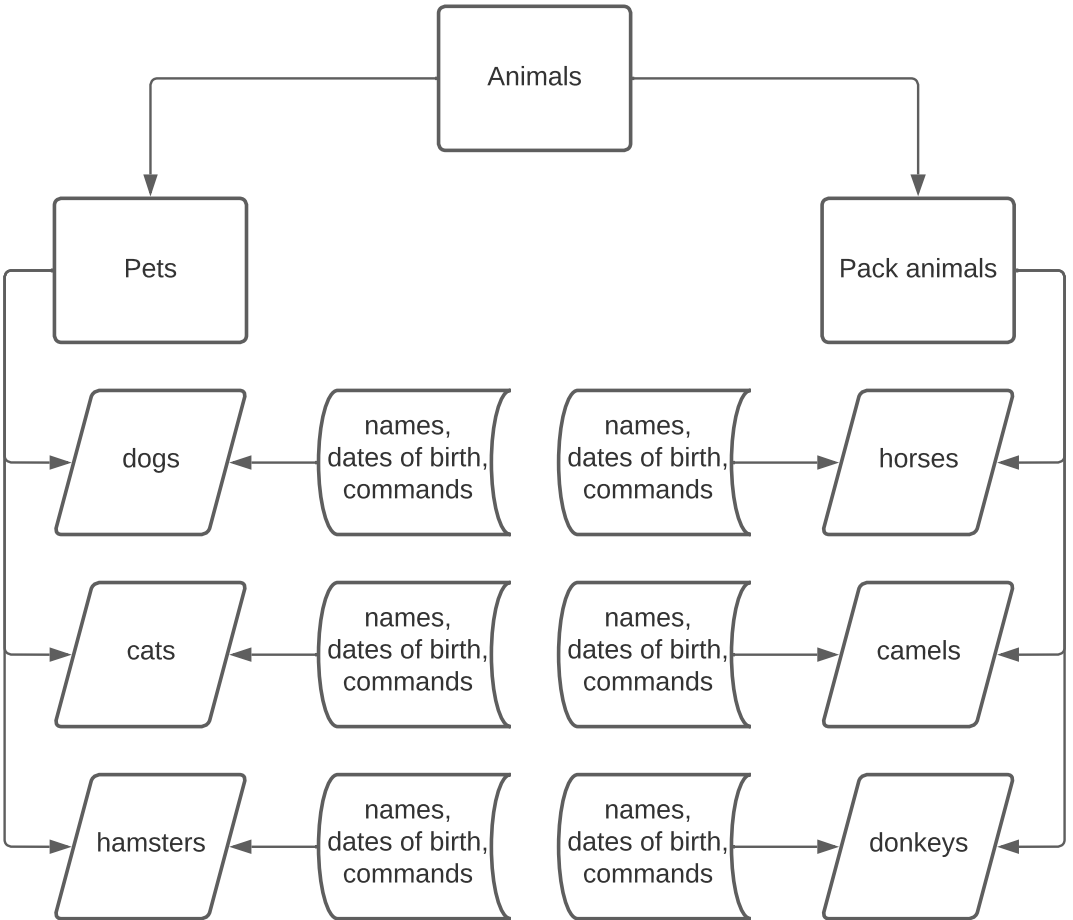 Animals
Pets
Pack animals
dogs
names,
dates of birth,
commands
names,
dates of birth,
commands
horses
cats
names,
dates of birth,
commands
names,
dates of birth,
commands
camels
hamsters
names,
dates of birth,
commands
names,
dates of birth,
commands
donkeys